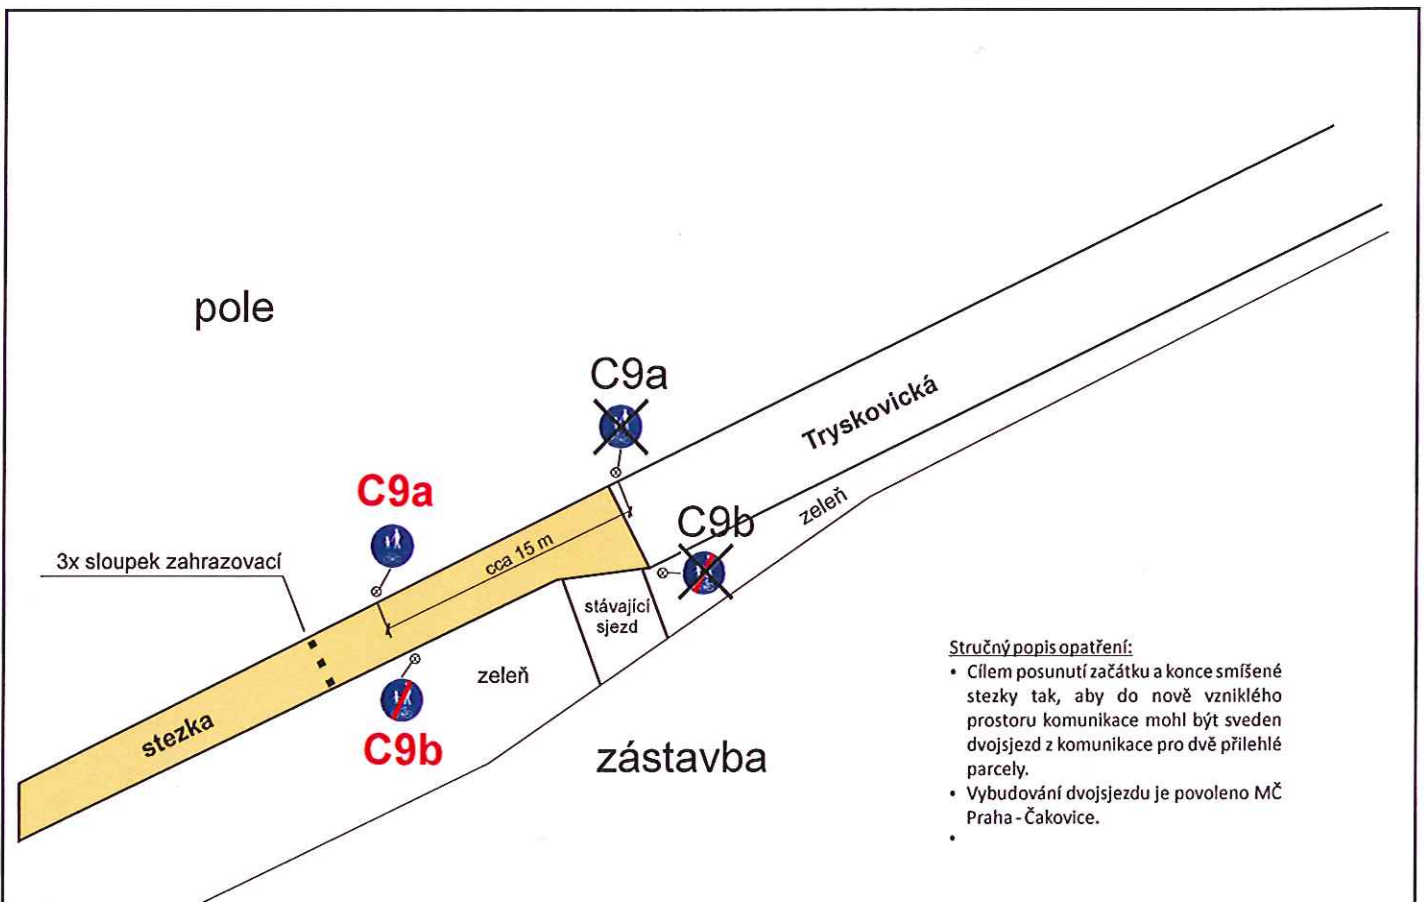 pole
C9a
Tryskovická
C9a
zeleň
C9b
cca 15 m
3x sloupek zahrazovací
stávající
sjezd
zeleň
stezka
C9b
zástavba
Stručný popis opatření:
• Cílem posunutí začátku a konce smíšené
stezky tak, aby do nově vzniklého
prostoru komunikace mohl být sveden
dvojsjezd z komunikace pro dvě přilehlé
parcely.
• Vybudování dvojsjezdu je povoleno MČ
Praha - Čakovice.
•